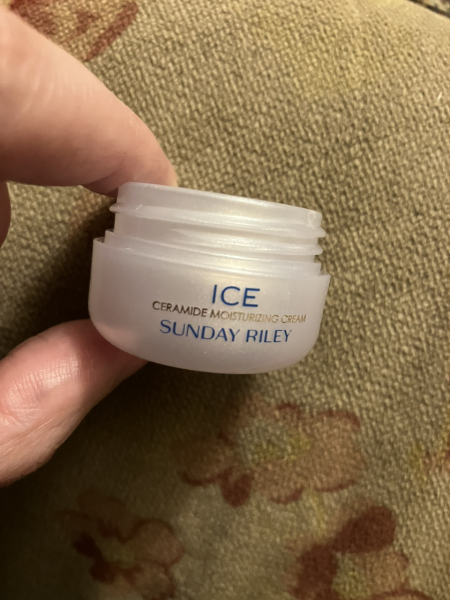 ICE
CERAMIDE MOISTURIZING CREAM
SUNDAY RILEY